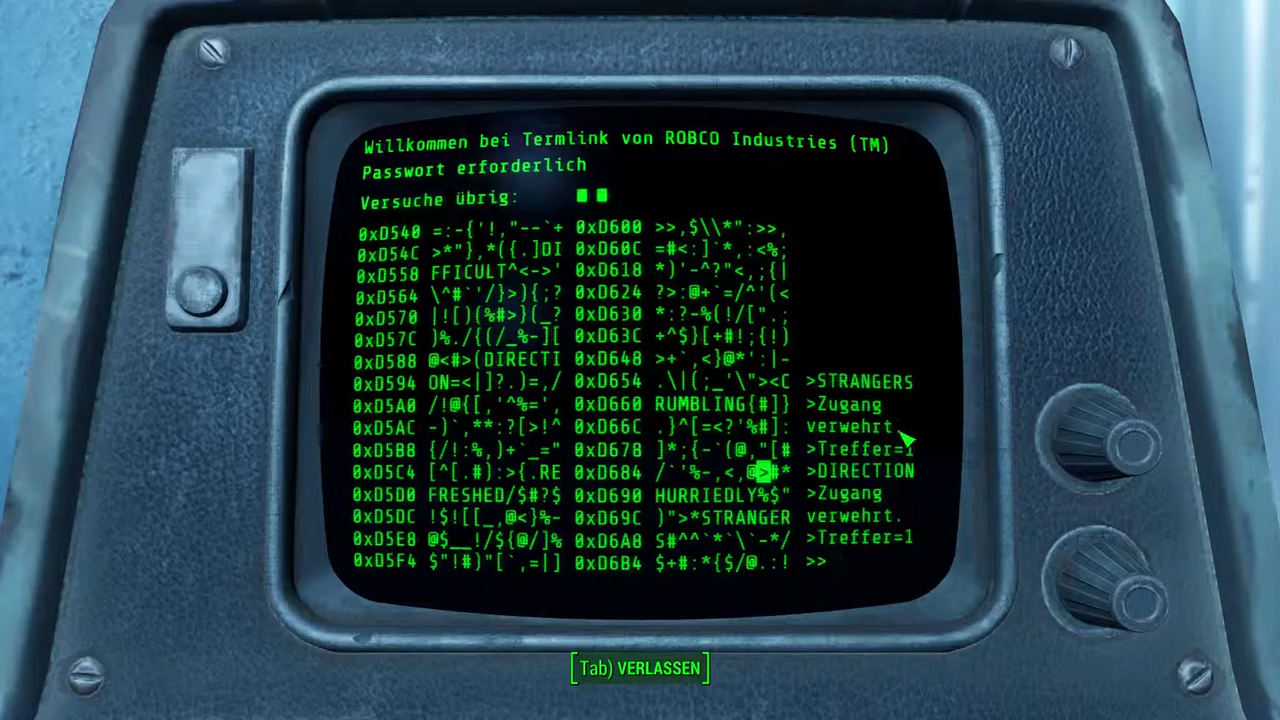 Willkommen bei Termlink von ROBCO Industries (TM)
Passwort erforderlich
Versuche übrig: ■ ■
0xD540 =:-{'!,"--`+ 0xD600 >>,$\\*":>>,
0xD54C >*"},*({.]DI 0xD60C =#<:]`*,:<%;
0xD558 FFICULT^<->' 0xD618 *)'-^?"<,;{|
0xD564 \^#`'/}>){;? 0xD624 ?>:@+`=/^'(<
0xD570 |![)(%#>}(_? 0xD630 *:?-%(!/[".;
0xD57C )%./{(/_%-][ 0xD63C +^$}[+#!;{!)
0xD588 @<#>(DIRECTI 0xD648 >+`,<}@*':|-
0xD594 ON=<|]?.)=,/ 0xD654 .\|(;_'\"><C >STRANGERS
0xD5A0 /!@{[,'^%=', 0xD660 RUMBLING{#]} >Zugang
0xD5AC -)`,**:?[>!^ 0xD66C .}^[=<?'%#]: verwehrt.
0xD5B8 {/!:%,)+`_=" 0xD678 ]*;{-`(@,"[# >Treffer=1
0xD5C4 [^[.#):>{.RE 0xD684 /`'%-,<,@>#* >DIRECTION
0xD5D0 FRESHED/$#?$ 0xD690 HURRIEDLY%$" >Zugang
0xD5DC !$![[_,@<}%- 0xD69C )">*STRANGER verwehrt.
0xD5E8 @$__!/${@/]% 0xD6A8 S#^^`*`\`-*/ >Treffer=1
0xD5F4 $"!#)"[`,=|] 0xD6B4 $+#:*{$/@.:! >>
[Tab) VERLASSEN]